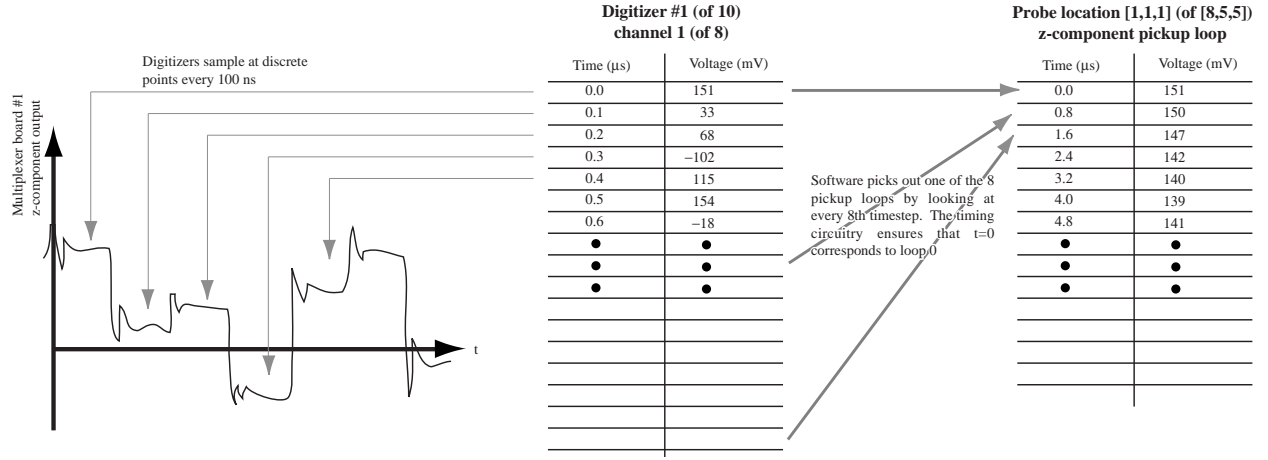 Digitizer #1 (of 10)
channel 1 (of 8)
Probe location [1,1,1] (of [8,5,5])
z-component pickup loop
Digitizers sample at discrete
points every 100 ns
Multiplexer board #1
z-component output
t
Time (μs) Voltage (mV)
0.0 151
0.1 33
0.2 68
0.3 −102
0.4 115
0.5 154
0.6 −18
Software picks out one of the 8
pickup loops by looking at
every 8th timestep. The timing
circuitry ensures that t=0
corresponds to loop 0
Time (μs) Voltage (mV)
0.0 151
0.8 150
1.6 147
2.4 142
3.2 140
4.0 139
4.8 141